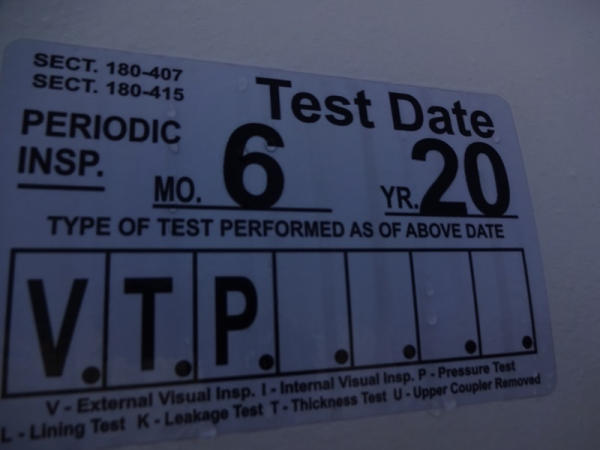 SECT. 180-407
SECT. 180-415
Test Date
PERIODIC
INSP.
MO. 6 YR. 20
TYPE OF TEST PERFORMED AS OF ABOVE DATE
V. T. P. . . . .
V - External Visual Insp. I - Internal Visual Insp. P - Pressure Test
L - Lining Test K - Leakage Test T - Thickness Test U - Upper Coupler Removed